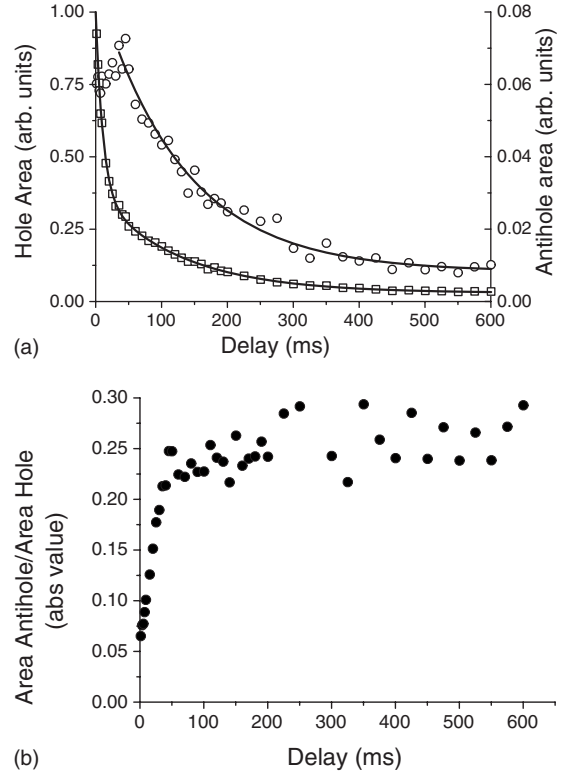 1.00
0.75
0.50
0.25
0.00
Hole Area (arb. units)
0.08
0.06
0.04
0.02
0.00
Antihole area (arb. units)
0 100 200 300 400 500 600
Delay (ms)
(a)
0.30
0.25
0.20
0.15
0.10
0.05
0.00
Area Antihole/Area Hole
(abs value)
0 100 200 300 400 500 600
Delay (ms)
(b)